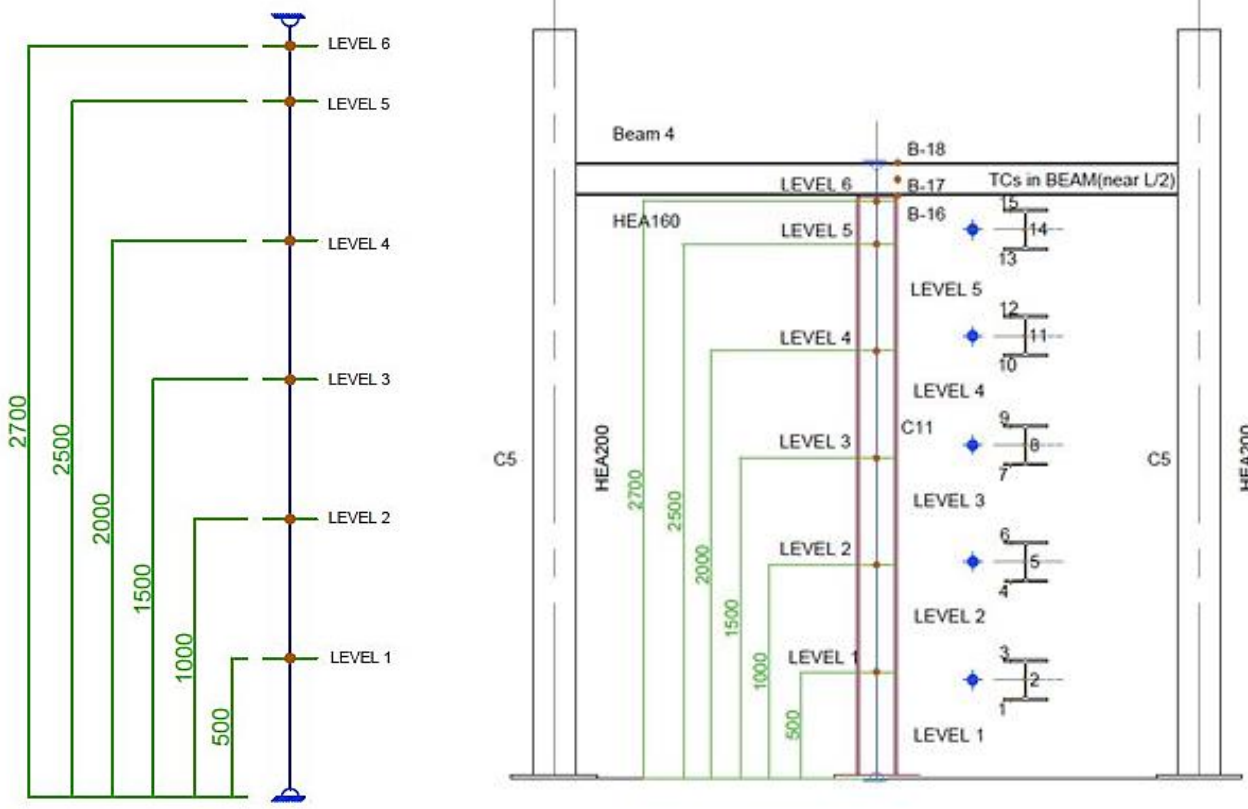 LEVEL 6
LEVEL 5
LEVEL 4
LEVEL 3
LEVEL 2
LEVEL 1
2700
2500
2000
1500
1000
500
Beam 4
B-18
LEVEL 6
B-17
TCs in BEAM(near L/2)
B-16
HEA160
LEVEL 5
15
14
13
LEVEL 5
12
11
10
LEVEL 4
LEVEL 4
9
8
7
C11
LEVEL 3
LEVEL 3
6
5
4
LEVEL 2
LEVEL 2
3
2
1
LEVEL 1
LEVEL 1
C5
HEA200
2700
2500
2000
1500
1000
500
C5
HEA200